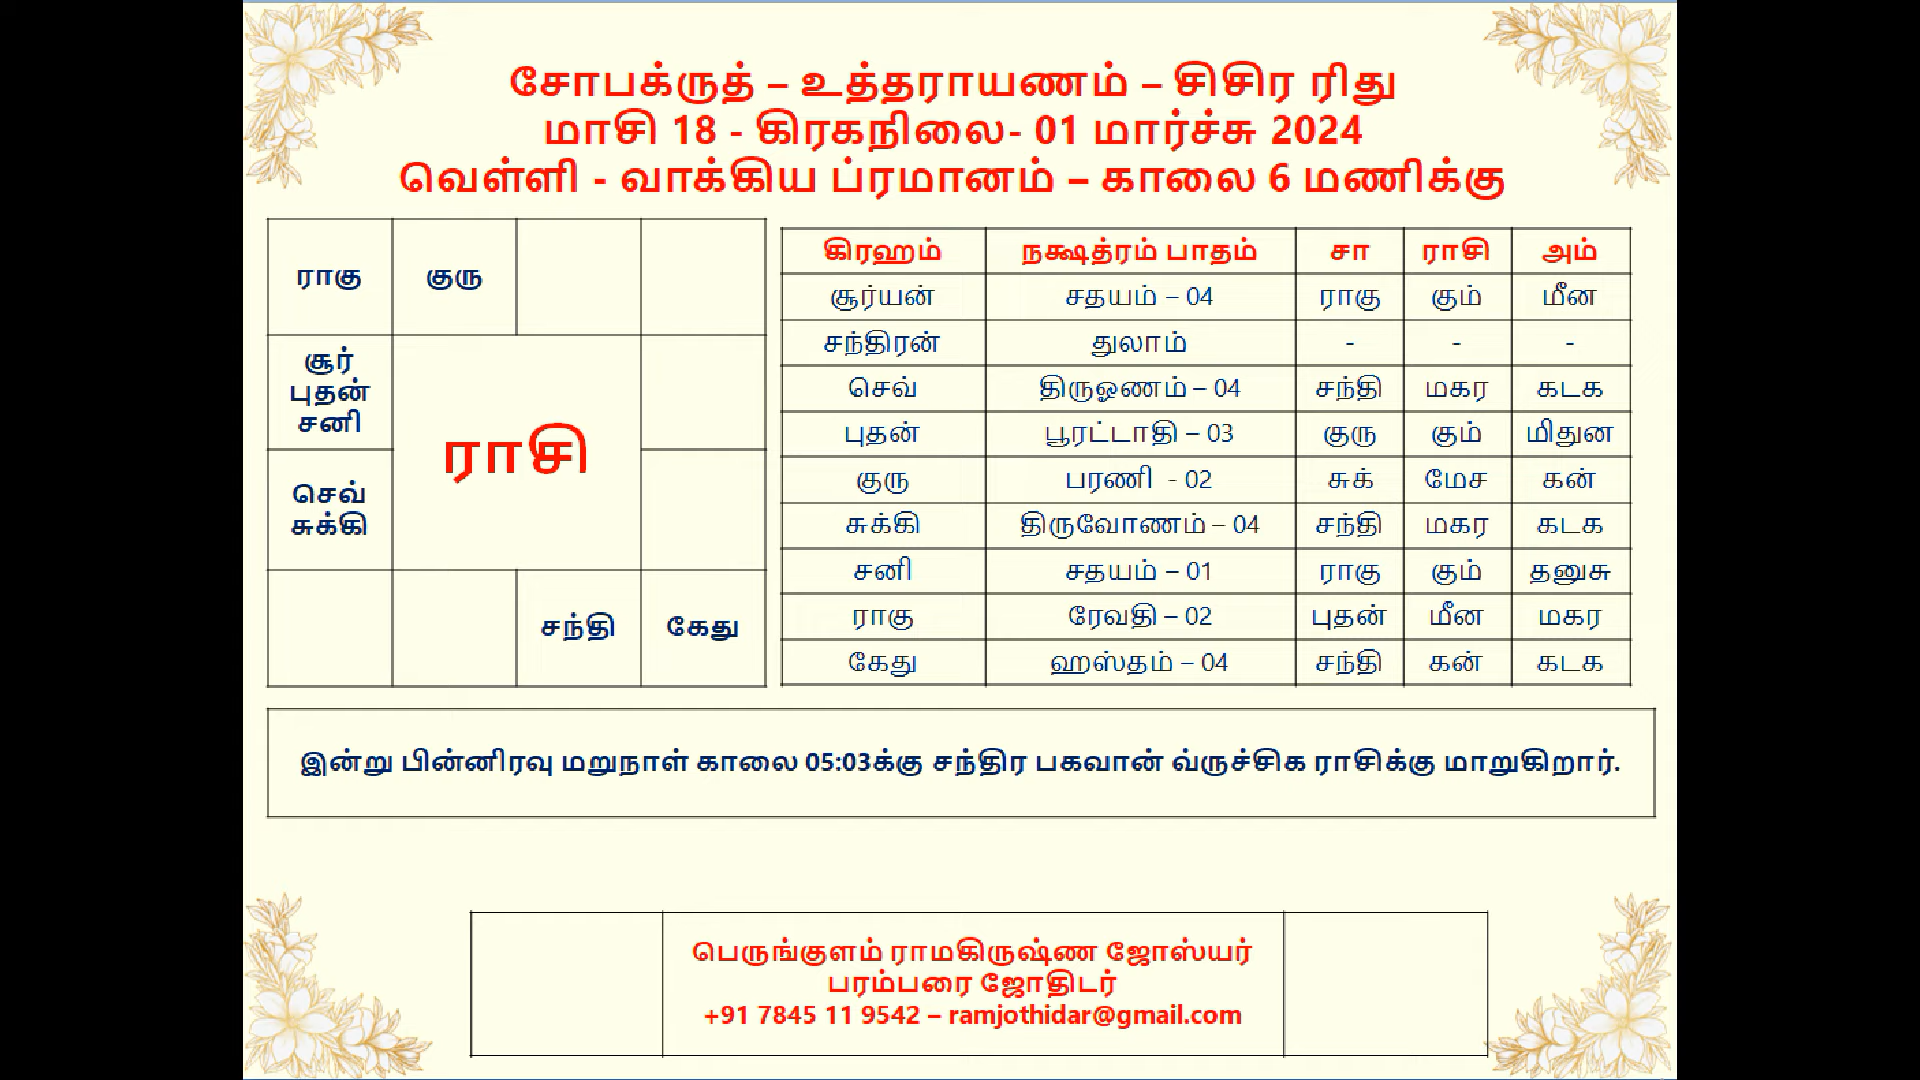 சோபக்ருத் – உத்தராயணம் – சிசிர ரிது
மாசி 18 - கிரகநிலை- 01 மார்ச்சு 2024
வெள்ளி - வாக்கிய ப்ரமானம் – காலை 6 மணிக்கு
ராகு குரு
சூர்
புதன்
சனி
ராசி
செவ்
சுக்கி
சந்தி கேது
கிரஹம் நக்ஷத்ரம் பாதம் சா ராசி அம்
சூர்யன் சதயம் – 04 ராகு கும் மீன
சந்திரன் துலாம் - - -
செவ் திருஓணம் – 04 சந்தி மகர கடக
புதன் பூரட்டாதி – 03 குரு கும் மிதுன
குரு பரணி - 02 சுக் மேச கன்
சுக்கி திருவோணம் – 04 சந்தி மகர கடக
சனி சதயம் – 01 ராகு கும் தனுசு
ராகு ரேவதி – 02 புதன் மீன மகர
கேது ஹஸ்தம் – 04 சந்தி கன் கடக
இன்று பின்னிரவு மறுநாள் காலை 05:03க்கு சந்திர பகவான் வ்ருச்சிக ராசிக்கு மாறுகிறார்.
பெருங்குளம் ராமகிருஷ்ண ஜோஸ்யர்
பரம்பரை ஜோதிடர்
+91 7845 11 9542 – ramjothidar@gmail.com